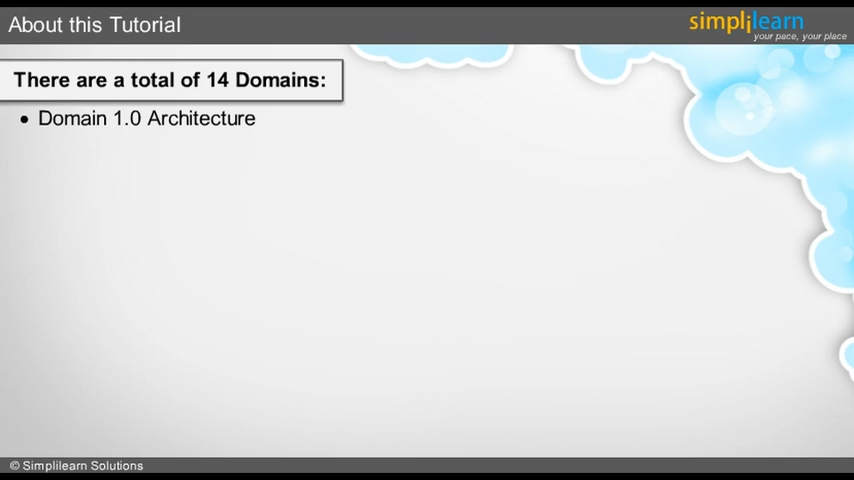 About this Tutorial
simplilearn
your pace, your place
There are a total of 14 Domains:
• Domain 1.0 Architecture
© Simplilearn Solutions